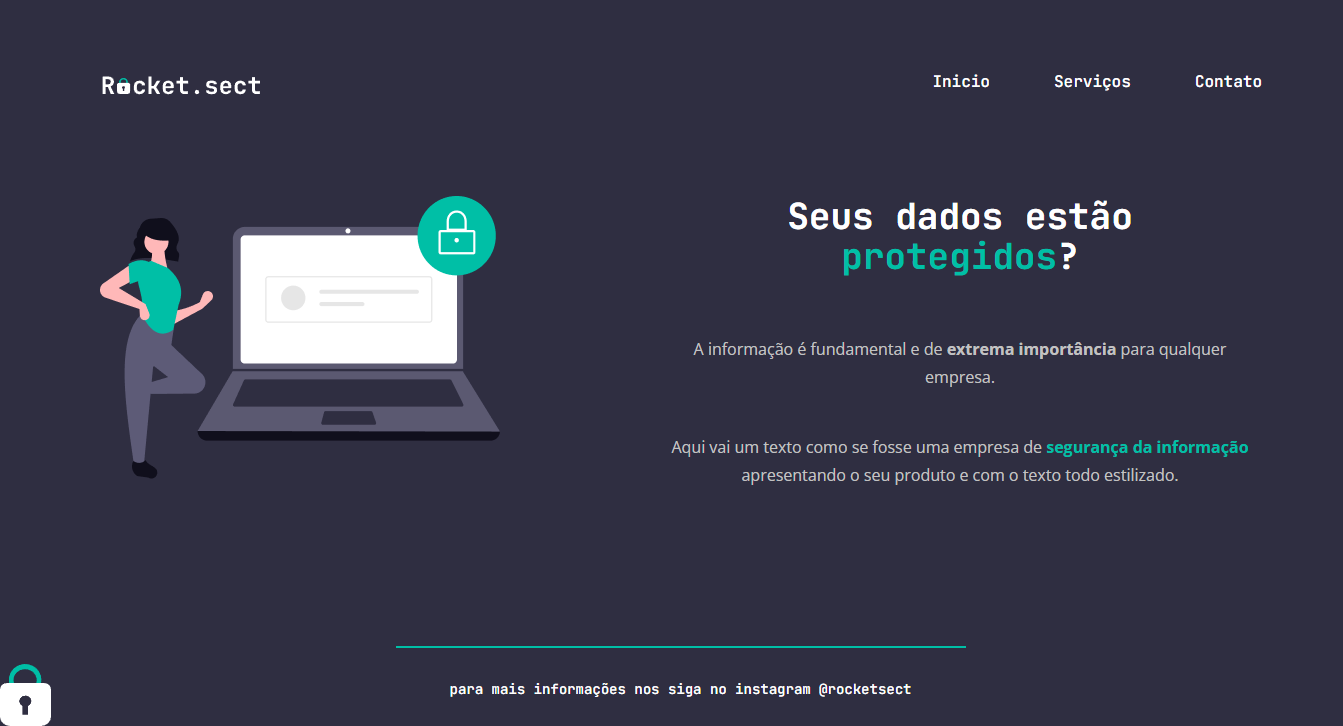 Rocket.sect
Inicio Serviços Contato
Seus dados estão
protegidos?
A informação é fundamental e de extrema importância para qualquer
empresa.
Aqui vai um texto como se fosse uma empresa de segurança da informação
apresentando o seu produto e com o texto todo estilizado.
para mais informações nos siga no instagram @rocketsect